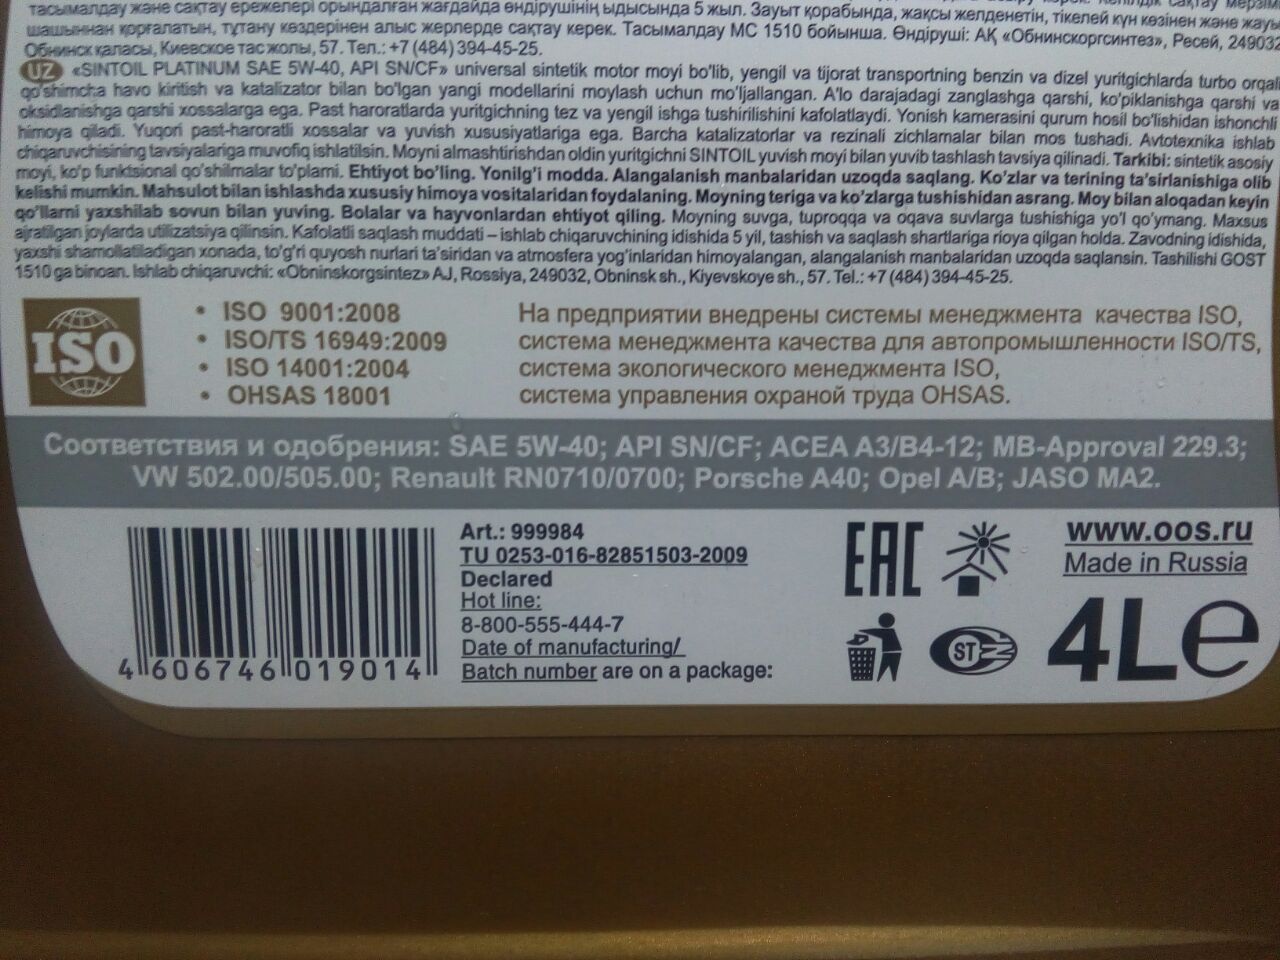 тасымалдау және сақтау ережелері орындалған жағдайда өндірушінің ыдысында 5 жыл. Зауыт қорабында, жақсы желденетін, тікелей күн көзінен және жауын
шашыннан қорғалатын, тұтану көздерінен алыс жерлерде сақтау керек. Тасымалдау МС 1510 бойынша. Өндіруші: АҚ «Обнинскоргсинтез», Ресей, 249032
Обнинск қаласы, Киевское тас жолы, 57. Тел.: +7 (484) 394-45-25.
UZ «SINTOIL PLATINUM SAE 5W-40, API SN/CF» universal sintetik motor moyi bo'lib, yengil va tijorat transportning benzin va dizel yuritgichlarda turbo orqali
qo'shimcha havo kiritish va katalizator bilan bo'lgan yangi modellarini moylash uchun mo'ljallangan. A'lo darajadagi zanglashga qarshi, ko'piklanishga qarshi va
oksidlanishga qarshi xossalarga ega. Past haroratlarda yuritgichning tez va yengil ishga tushirilishini kafolatlaydi. Yonish kamerasini qurum hosil bo'lishidan ishonchli
himoya qiladi. Yuqori past-haroratli xossalar va yuvish xususiyatlariga ega. Barcha katalizatorlar va rezinali zichlamalar bilan mos tushadi. Avtotexnika ishlab
chiqaruvchisining tavsiyalariga muvofiq ishlatilsin. Moyni almashtirishdan oldin yuritgichni SINTOIL yuvish moyi bilan yuvib tashlash tavsiya qilinadi. Tarkibi: sintetik asosiy
moyi, ko'p funktsional qo'shilmalar to'plami. Ehtiyot bo'ling. Yonilg'i modda. Alangalanish manbalaridan uzoqda saqlang. Ko'zlar va terining ta'sirlanishiga olib
kelishi mumkin. Mahsulot bilan ishlashda xususiy himoya vositalaridan foydalaning. Moyning teriga va ko'zlarga tushishidan asrang. Moy bilan aloqadan keyin
qo'llarni yaxshilab sovun bilan yuving. Bolalar va hayvonlardan ehtiyot qiling. Moyning suvga, tuproqqa va oqava suvlarga tushishiga yo'l qo'ymang. Maxsus
ajratilgan joylarda utilizatsiya qilinsin. Kafolatli saqlash muddati – ishlab chiqaruvchining idishida 5 yil, tashish va saqlash shartlariga rioya qilgan holda. Zavodning idishida,
yaxshi shamollatiladigan xonada, to'g'ri quyosh nurlari ta'siridan va atmosfera yog'inlaridan himoyalangan, alangalanish manbalaridan uzoqda saqlansin. Tashilishi GOST
1510 ga binoan. Ishlab chiqaruvchi: «Obninskorgsintez» AJ, Rossiya, 249032, Obninsk sh., Kiyevskoye sh., 57. Tel.: +7 (484) 394-45-25.
ISO
• ISO 9001:2008
• ISO/TS 16949:2009
• ISO 14001:2004
• OHSAS 18001
На предприятии внедрены системы менеджмента качества ISO,
система менеджмента качества для автопромышленности ISO/TS,
система экологического менеджмента ISO,
система управления охраной труда OHSAS.
Соответствия и одобрения: SAE 5W-40; API SN/CF; ACEA A3/B4-12; MB-Approval 229.3;
VW 502.00/505.00; Renault RN0710/0700; Porsche A40; Opel A/B; JASO MA2.
4 606746 019014
Art.: 999984
TU 0253-016-82851503-2009
Declared
Hot line:
8-800-555-444-7
Date of manufacturing/
Batch number are on a package:
EAC
ST
www.oos.ru
Made in Russia
4L℮